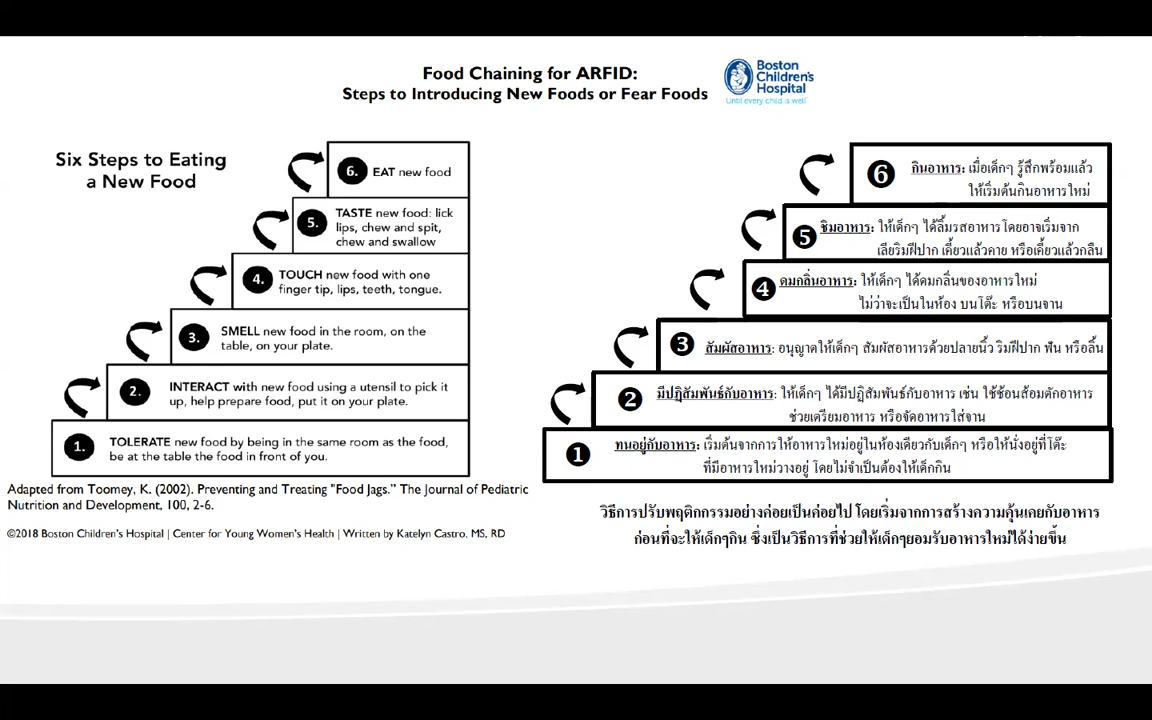 Food Chaining for ARFID:
Steps to Introducing New Foods or Fear Foods
Boston
Children's
Hospital
Until every child is well
Six Steps to Eating
a New Food
6. EAT new food
5. TASTE new food: lick
lips, chew and spit,
chew and swallow
4. TOUCH new food with one
finger tip, lips, teeth, tongue.
3. SMELL new food in the room, on the
table, on your plate.
2. INTERACT with new food using a utensil to pick it
up, help prepare food, put it on your plate.
1. TOLERATE new food by being in the same room as the food,
be at the table the food in front of you.
Adapted from Toomey, K. (2002). Preventing and Treating "Food Jags." The Journal of Pediatric
Nutrition and Development, 100, 2-6.
©2018 Boston Children's Hospital | Center for Young Women's Health | Written by Katelyn Castro. MS, RD
6 กินอาหาร: เมื่อเด็กๆ รู้สึกพร้อมแล้ว
ให้เริ่มต้นกินอาหารใหม่
5 ชิมอาหาร: ให้เด็กๆ ได้ลิ้มรสอาหารโดยอาจเริ่มจาก
เลียริมฝีปาก เคี้ยวแล้วคาย หรือเคี้ยวแล้วกลืน
4 ดมกลิ่นอาหาร: ให้เด็กๆ ได้ดมกลิ่นของอาหารใหม่
ไม่ว่าจะเป็นในห้อง บนโต๊ะ หรือบนจาน
3 สัมผัสอาหาร: อนุญาตให้เด็กๆ สัมผัสอาหารด้วยปลายนิ้ว ริมฝีปาก ฟัน หรือลิ้น
2 มีปฏิสัมพันธ์กับอาหาร: ให้เด็กๆ ได้มีปฏิสัมพันธ์กับอาหาร เช่น ใช้ช้อนส้อมตักอาหาร
ช่วยเตรียมอาหาร หรือจัดอาหารใส่จาน
1 ทนอยู่กับอาหาร: เริ่มต้นจากการให้อาหารใหม่อยู่ในห้องเดียวกับเด็กๆ หรือให้นั่งอยู่ที่โต๊ะ
ที่มีอาหารใหม่วางอยู่ โดยไม่จำเป็นต้องให้เด็กกิน
วิธีการปรับพฤติกรรมอย่างค่อยเป็นค่อยไป โดยเริ่มจากการสร้างความคุ้นเคยกับอาหาร
ก่อนที่จะให้เด็กๆกิน ซึ่งเป็นวิธีการที่ช่วยให้เด็กๆยอมรับอาหารใหม่ได้ง่ายขึ้น